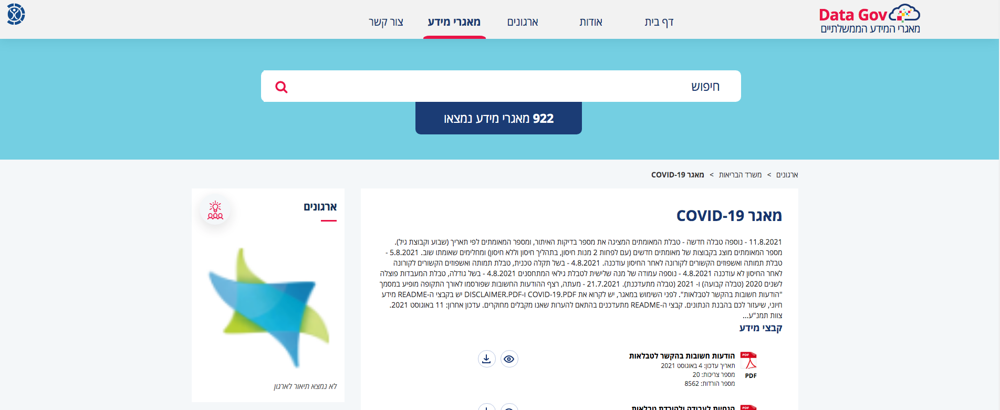 Data Gov
מאגרי המידע הממשלתיים
דף בית
אודות
ארגונים
מאגרי מידע
צור קשר
חיפוש
922 מאגרי מידע נמצאו
ארגונים > משרד הבריאות > מאגר COVID-19
מאגר COVID-19
11.8.2021 - נוספה טבלה חדשה - טבלת המאומתים המציגה את מספר בדיקות האיתור, ומספר המאומתים לפי תאריך (שבוע וקבוצת גיל).
מספר המאומתים מוצג בקבוצות של מאומתים חדשים (עם לפחות 2 מנות חיסון, בתהליך חיסון וללא חיסון) ומחלימים שאומתו שוב. 5.8.2021 -
טבלת תמותה ואשפוזים הקשורים לקורונה לאחר החיסון עודכנה. 4.8.2021 - בשל תקלה טכנית, טבלת תמותה ואשפוזים הקשורים לקורונה
לאחר החיסון לא עודכנה 4.8.2021 - נוספה עמודה של מנה שלישית לטבלת גילאי המתחסנים 4.8.2021 - בשל גודלה, טבלת המעבדות פוצלה
לשנים 2020 (טבלה קבועה) ו- 2021 (טבלה מתעדכנת). 21.7.2021 - מעתה, רצף ההודעות החשובות שפורסמו לאורך התקופה מופיע במסמך
"הודעות חשובות בהקשר לטבלאות". לפני השימוש במאגר, יש לקרוא את COVID-19.PDF ו-DISCLAIMER.PDF יש בקבצי ה-README מידע
חיוני, שיעזור לכם בהבנת הנתונים. קבצי ה-README מתעדכנים בהתאם להערות שאנו מקבלים מחוקרים. עדכון אחרון: 11 באוגוסט 2021.
צוות תמנ"ע...
קבצי מידע
הודעות חשובות בהקשר לטבלאות
תאריך עדכון: 4 באוגוסט 2021
מספר צריכות: 20
מספר הורדות: 8562
PDF
PDF
הנחיות לעבודה ולהורדת טבלאות
PDF
ארגונים
לא נמצא תיאור לארגון